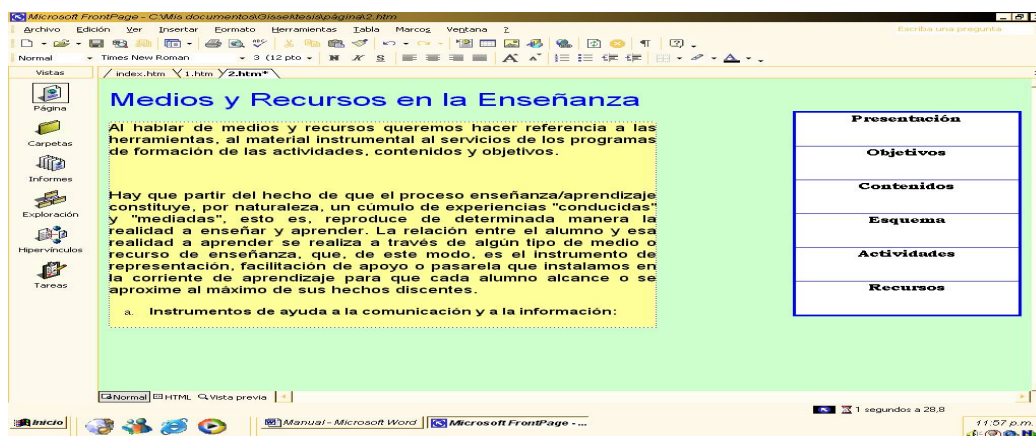 Microsoft FrontPage - C:\Mis documentos\Gissel\tesis\página\2.htm
Archivo Edición Ver Insertar Formato Herramientas Tabla Marcos Ventana ?
Escriba una pregunta
Normal Times New Roman 3 (12 pto N K S
Vistas
index.htm 1.htm 2.htm*
Página
Carpetas
Informes
Exploración
Hipervínculos
Tareas
Medios y Recursos en la Enseñanza
Al hablar de medios y recursos queremos hacer referencia a las
herramientas, al material instrumental al servicios de los programas
de formación de las actividades, contenidos y objetivos.
Hay que partir del hecho de que el proceso enseñanza/aprendizaje
constituye, por naturaleza, un cúmulo de experiencias "conducidas"
y "mediadas", esto es, reproduce de determinada manera la
realidad a enseñar y aprender. La relación entre el alumno y esa
realidad a aprender se realiza a través de algún tipo de medio o
recurso de enseñanza, que, de este modo, es el instrumento de
representación, facilitación de apoyo o pasarela que instalamos en
la corriente de aprendizaje para que cada alumno alcance o se
aproxime al máximo de sus hechos discentes.
a. Instrumentos de ayuda a la comunicación y a la información:
Presentación
Objetivos
Contenidos
Esquema
Actividades
Recursos
Normal HTML Vista previa
1 segundos a 28,8
Inicio
Manual - Microsoft Word
Microsoft FrontPage - ...
11:57 p.m.